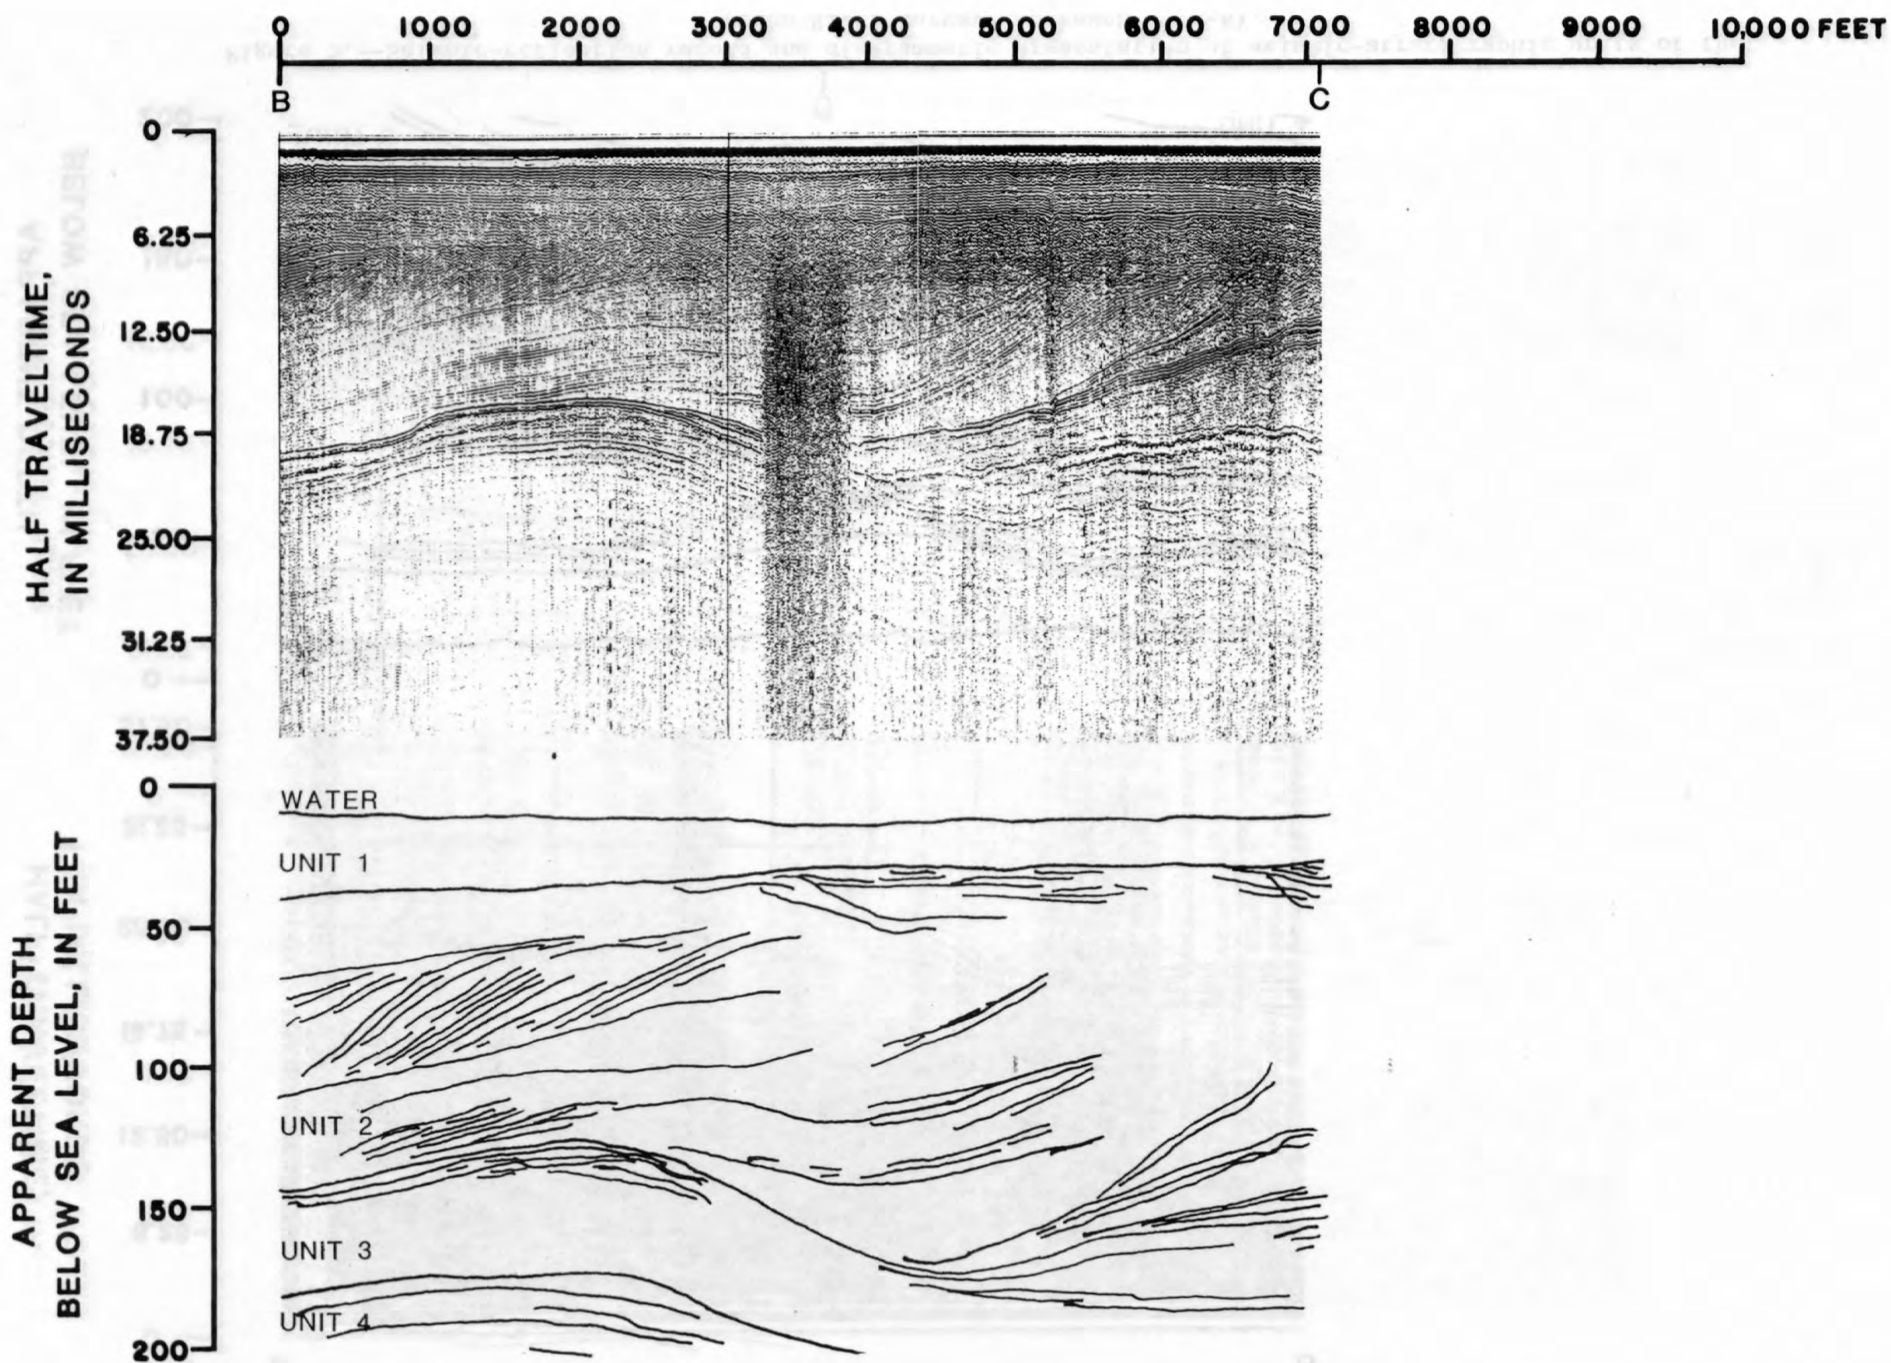 0 1000 2000 3000 4000 5000 6000 7000 8000 9000 10,000 FEET
B C
HALF TRAVELTIME,
IN MILLISECONDS
0
6.25
12.50
18.75
25.00
31.25
37.50
APPARENT DEPTH
BELOW SEA LEVEL, IN FEET
0
50
100
150
200
WATER
UNIT 1
UNIT 2
UNIT 3
UNIT 4